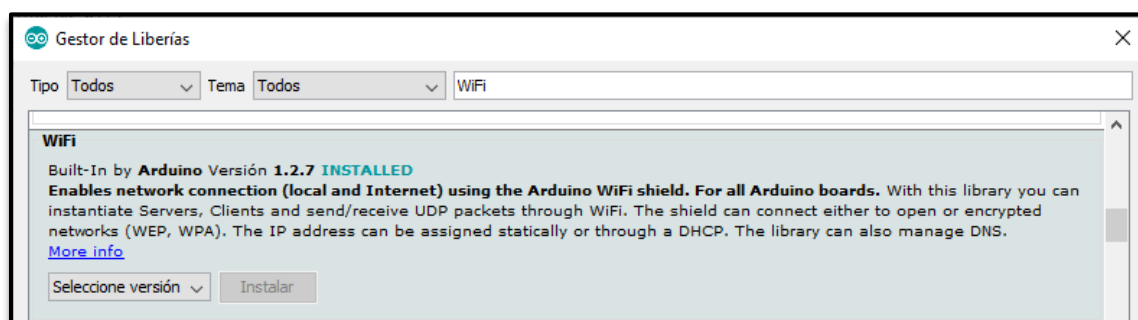 Gestor de Liberías
Tipo Todos Tema Todos WiFi
WiFi
Built-In by Arduino Versión 1.2.7 INSTALLED
Enables network connection (local and Internet) using the Arduino WiFi shield. For all Arduino boards. With this library you can
instantiate Servers, Clients and send/receive UDP packets through WiFi. The shield can connect either to open or encrypted
networks (WEP, WPA). The IP address can be assigned statically or through a DHCP. The library can also manage DNS.
More info
Seleccione versión Instalar